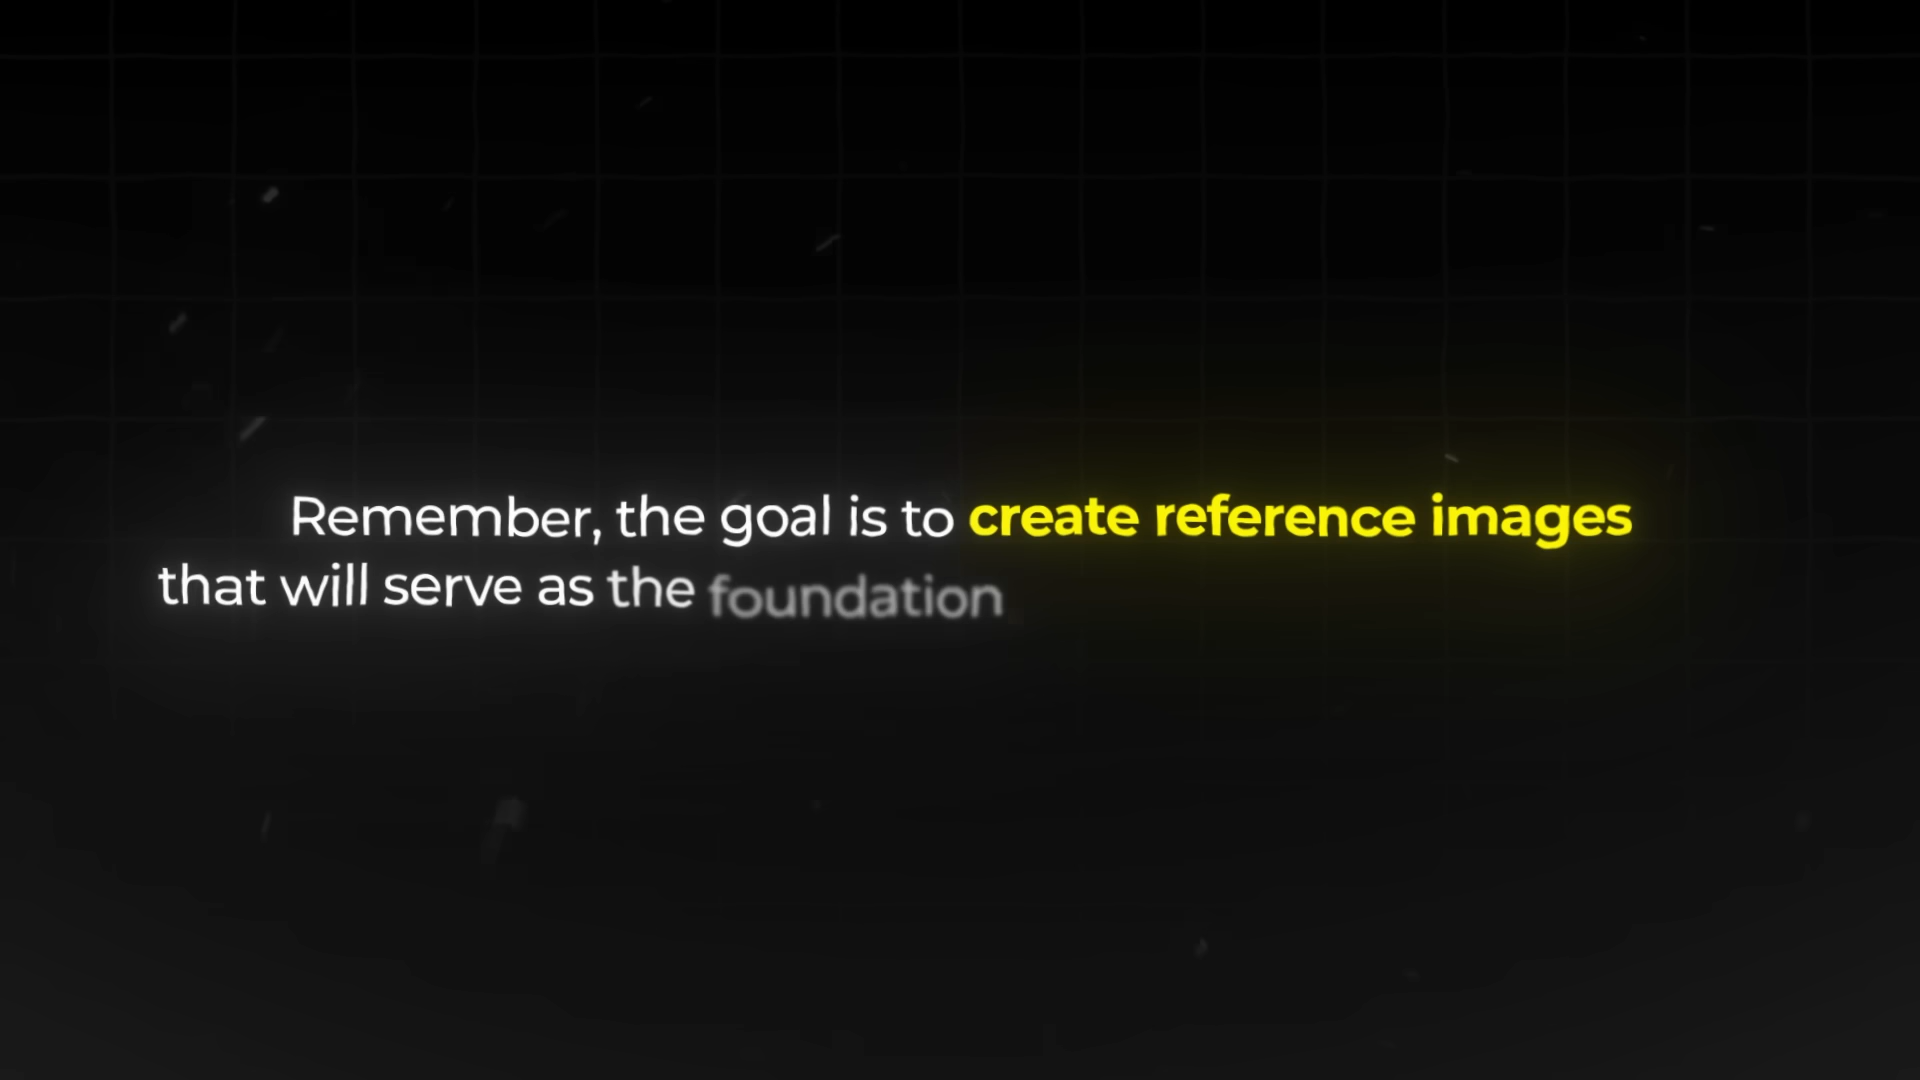 Remember, the goal is to create reference images
that will serve as the foundation